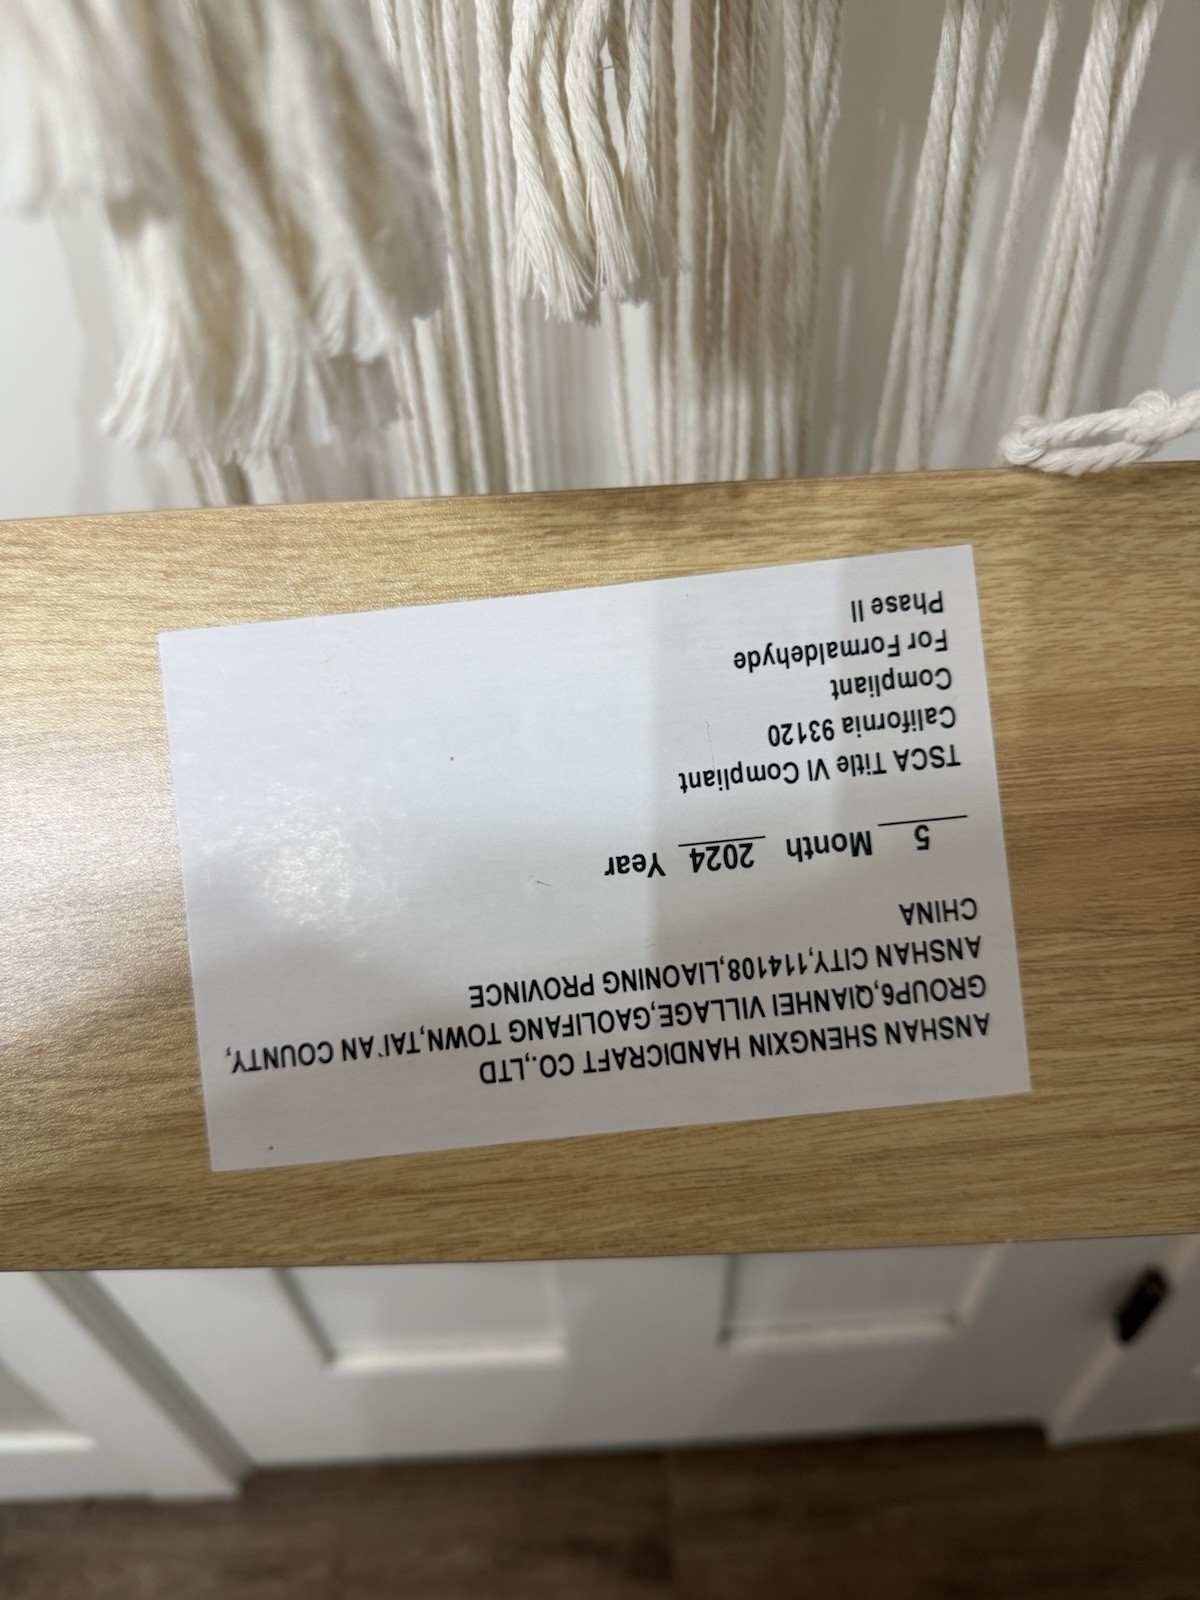 ANSHAN SHENGXIN HANDICRAFT CO.,LTD
GROUP6,QIANHEI VILLAGE,GAOLIFANG TOWN,TAI'AN COUNTY,
ANSHAN CITY,114108,LIAONING PROVINCE
CHINA
5 Month 2024 Year
TSCA Title VI Compliant
California 93120
Compliant
For Formaldehyde
Phase II